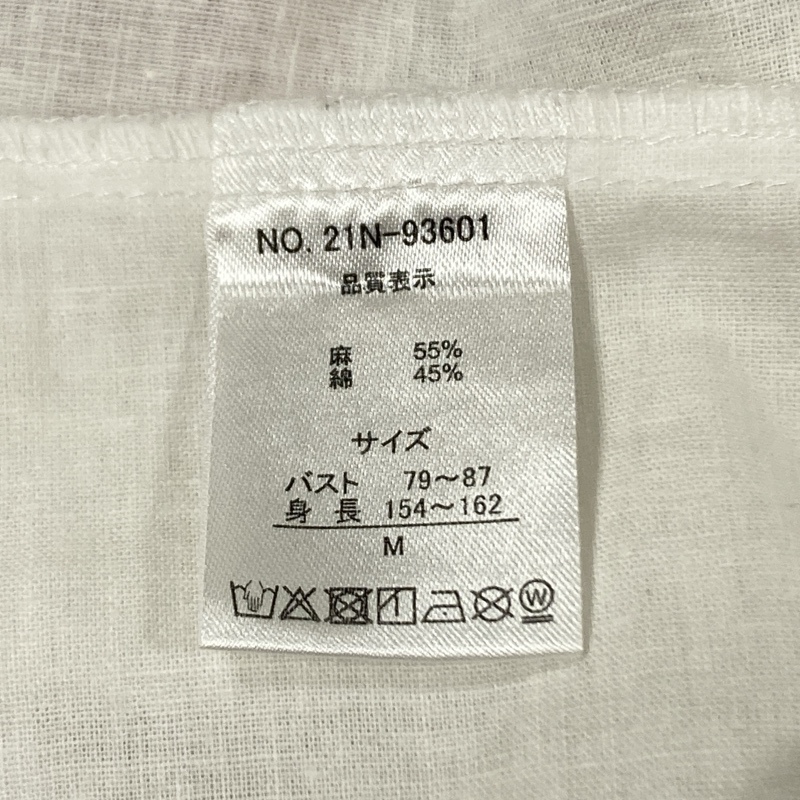 NO. 21N-93601
品質表示
麻 55%
綿 45%
サイズ
バスト 79～87
身長 154～162
M
W